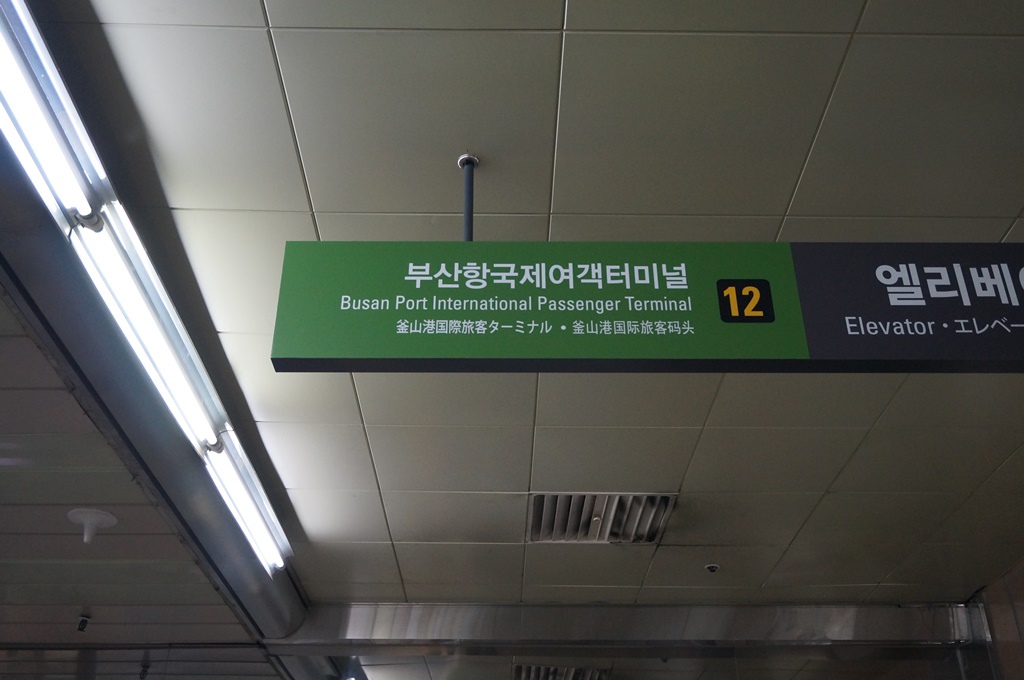 부산항국제여객터미널
Busan Port International Passenger Terminal
釜山港国際旅客ターミナル • 釜山港国际旅客码头
12
엘리베
Elevator · エレベー